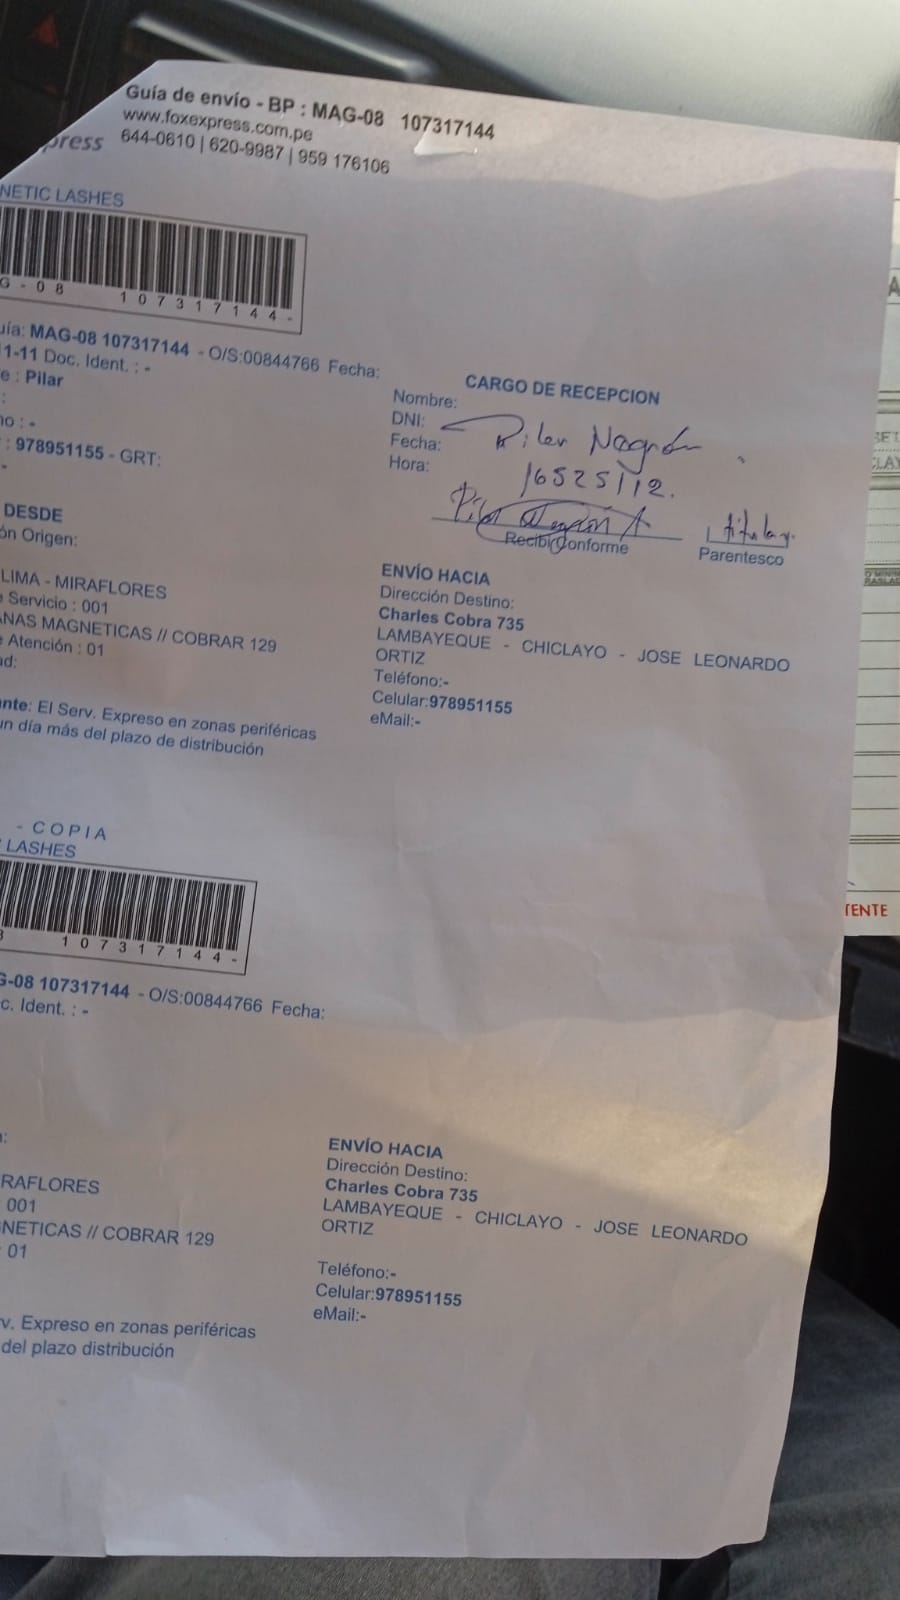 Guía de envío - BP : MAG-08 107317144
www.foxexpress.com.pe
press 644-0610 | 620-9987 | 959 176106
NETIC LASHES
G - 0 8 1 0 7 3 1 7 1 4 4 -
uía: MAG-08 107317144 - O/S:00844766 Fecha:
1-11 Doc. Ident. : -
e : Pilar
:
no : -
: 978951155 - GRT:
-
CARGO DE RECEPCION
Nombre:
DNI: Pilar
Fecha:
Hora: 16525112.
Recibi Conforme
titular
Parentesco
DESDE
ón Origen:
LIMA - MIRAFLORES
e Servicio : 001
ANAS MAGNETICAS // COBRAR 129
e Atención : 01
ad:
ante: El Serv. Expreso en zonas periféricas
un día más del plazo de distribución
ENVÍO HACIA
Dirección Destino:
Charles Cobra 735
LAMBAYEQUE - CHICLAYO - JOSE LEONARDO
ORTIZ
Teléfono:-
Celular:978951155
eMail:-
- C O P I A
LASHES
1 0 7 3 1 7 1 4 4 -
G-08 107317144 - O/S:00844766 Fecha:
c. Ident. : -
RAFLORES
001
NETICAS // COBRAR 129
: 01
v. Expreso en zonas periféricas
del plazo distribución
ENVÍO HACIA
Dirección Destino:
Charles Cobra 735
LAMBAYEQUE - CHICLAYO - JOSE LEONARDO
ORTIZ
Teléfono:-
Celular:978951155
eMail:-
TENTE